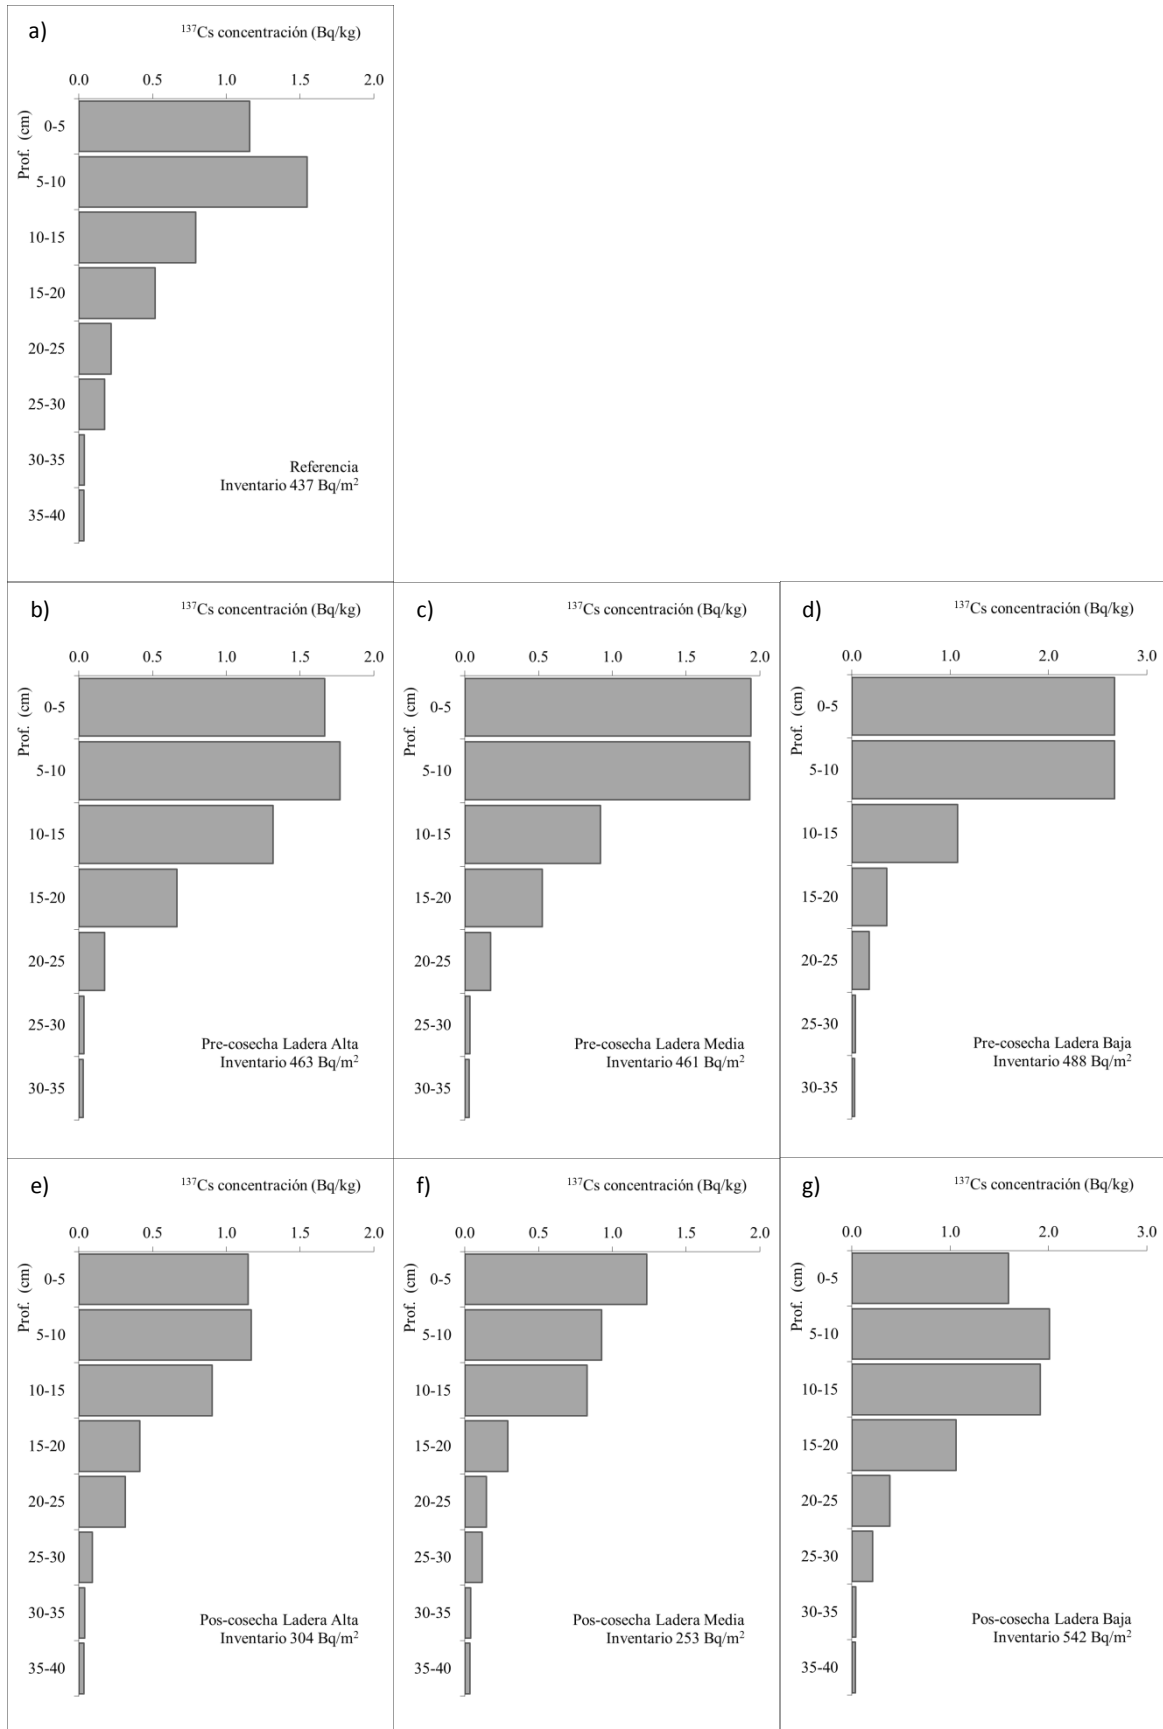 a)
¹³⁷Cs concentración (Bq/kg)
0.0 0.5 1.0 1.5 2.0
Prof. (cm)
0-5
5-10
10-15
15-20
20-25
25-30
30-35
35-40
Referencia
Inventario 437 Bq/m²
b)
¹³⁷Cs concentración (Bq/kg)
0.0 0.5 1.0 1.5 2.0
Prof. (cm)
0-5
5-10
10-15
15-20
20-25
25-30
30-35
Pre-cosecha Ladera Alta
Inventario 463 Bq/m²
c)
¹³⁷Cs concentración (Bq/kg)
0.0 0.5 1.0 1.5 2.0
Prof. (cm)
0-5
5-10
10-15
15-20
20-25
25-30
30-35
Pre-cosecha Ladera Media
Inventario 461 Bq/m²
d)
¹³⁷Cs concentración (Bq/kg)
0.0 1.0 2.0 3.0
Prof. (cm)
0-5
5-10
10-15
15-20
20-25
25-30
30-35
Pre-cosecha Ladera Baja
Inventario 488 Bq/m²
e)
¹³⁷Cs concentración (Bq/kg)
0.0 0.5 1.0 1.5 2.0
Prof. (cm)
0-5
5-10
10-15
15-20
20-25
25-30
30-35
35-40
Pos-cosecha Ladera Alta
Inventario 304 Bq/m²
f)
¹³⁷Cs concentración (Bq/kg)
0.0 0.5 1.0 1.5 2.0
Prof. (cm)
0-5
5-10
10-15
15-20
20-25
25-30
30-35
35-40
Pos-cosecha Ladera Media
Inventario 253 Bq/m²
g)
¹³⁷Cs concentración (Bq/kg)
0.0 1.0 2.0 3.0
Prof. (cm)
0-5
5-10
10-15
15-20
20-25
25-30
30-35
35-40
Pos-cosecha Ladera Baja
Inventario 542 Bq/m²